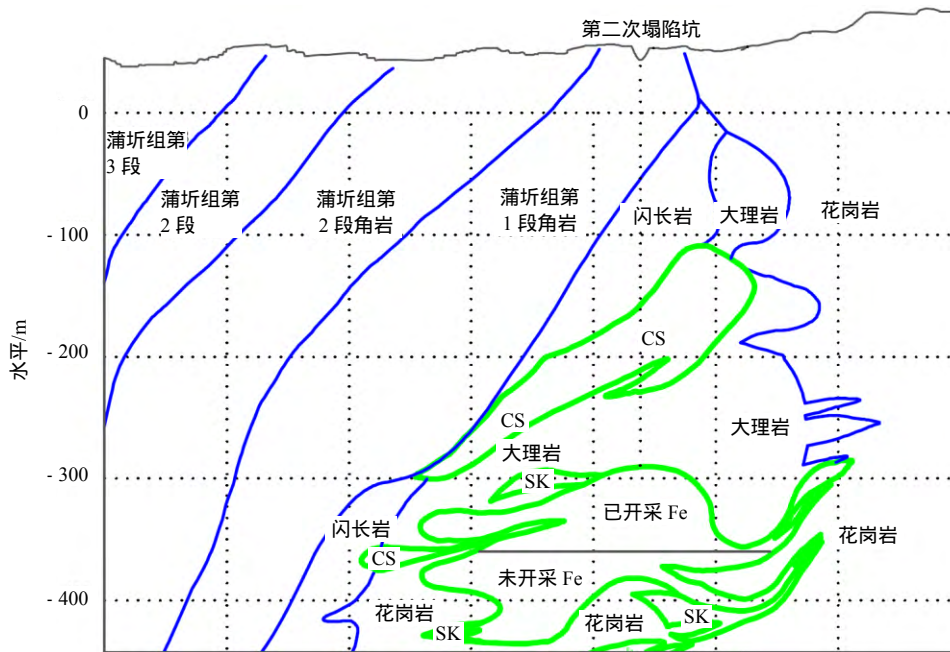 第二次塌陷坑
0
蒲圻组第
3 段
蒲圻组第
2 段
蒲圻组第
2 段角岩
蒲圻组第
1 段角岩
闪长岩
大理岩
花岗岩
- 100
水平/m
- 200
CS
CS
大理岩
大理岩
- 300
SK
已开采 Fe
闪长岩
花岗岩
CS
未开采 Fe
- 400
花岗岩
SK
花岗岩
SK